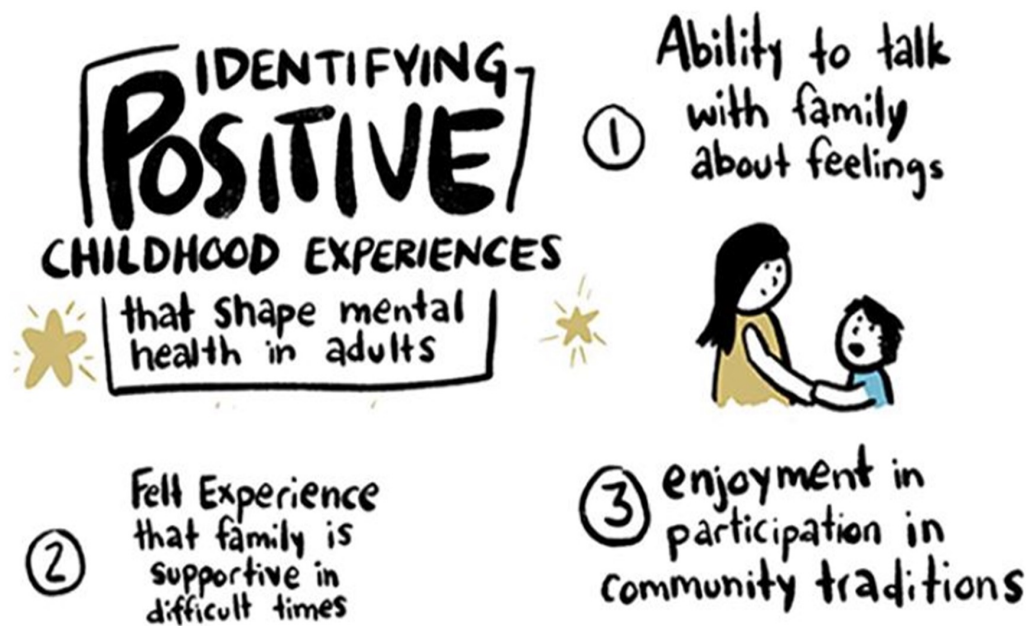 IDENTIFYING
POSITIVE
CHILDHOOD EXPERIENCES
that shape mental
health in adults
1
Ability to talk
with family
about feelings
2
Felt Experience
that family is
supportive in
difficult times
3
enjoyment in
participation in
community traditions